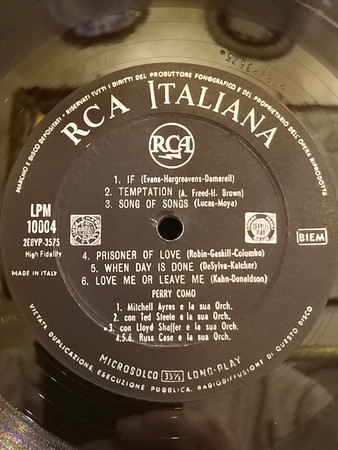 MARCHIO E DISCO DEPOSITATI • RISERVATI TUTTI I DIRITTI DEL PRODUTTORE FONOGRAFICO E DEL PROPRIETARIO DELL'OPERA RIPRODOTTA
RCA ITALIANA
RCA
1. IF (Evans-Hargreavens-Damerell)
2. TEMPTATION (A. Freed-H. Brown)
3. SONG OF SONGS (Lucas-Moya)
LPM
10004
2E8VP-3575
High Fidelity
BIEM
MADE IN ITALY
4. PRISONER OF LOVE (Robin-Gaskill-Columbo)
5. WHEN DAY IS DONE (DeSylva-Katcher)
6. LOVE ME OR LEAVE ME (Kahn-Donaldson)
PERRY COMO
1. Mitchell Ayres e la sua Orch.
2. con Ted Steele e la sua Orch.
3. con Lloyd Shaffer e la sua Orch.
4.5.6. Russ Case e la sua Orch.
MICROSOLCO 33⅓ LONG-PLAY
VIETATA DUPLICAZIONE, ESECUZIONE PUBBLICA, RADIODIFFUSIONE DI QUESTO DISCO